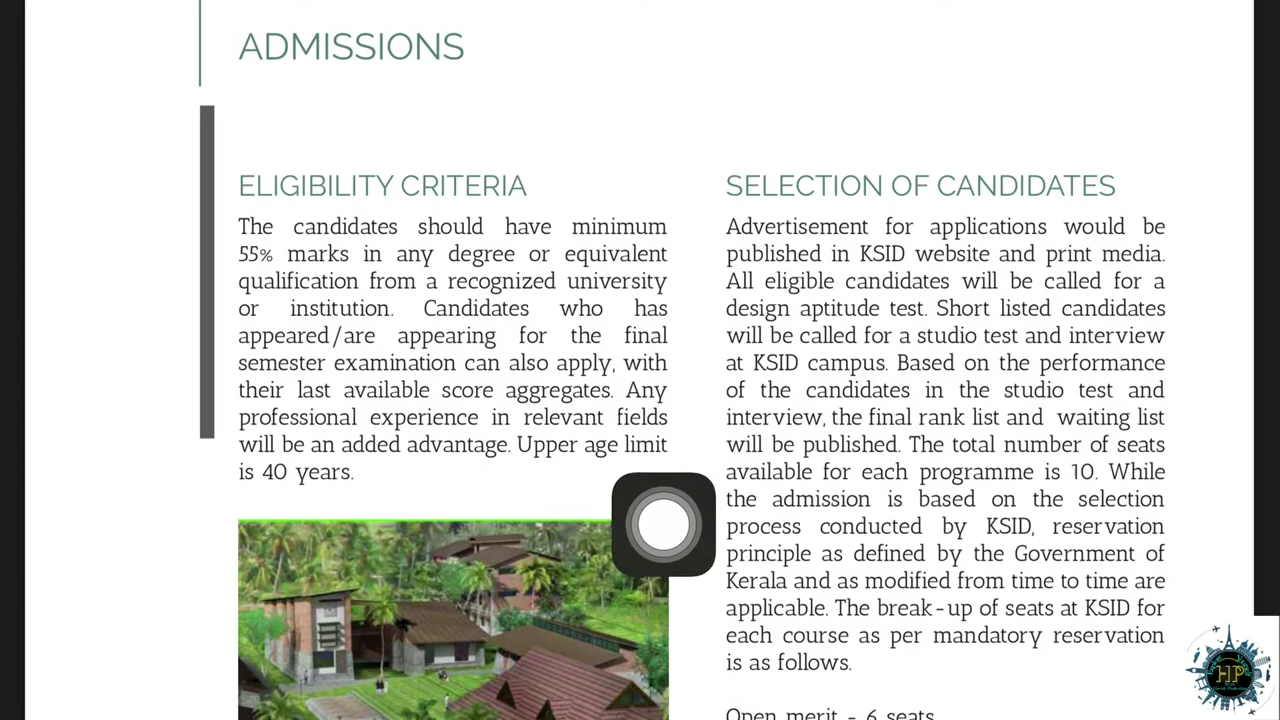 ADMISSIONS
ELIGIBILITY CRITERIA
The candidates should have minimum
55% marks in any degree or equivalent
qualification from a recognized university
or institution. Candidates who has
appeared/are appearing for the final
semester examination can also apply, with
their last available score aggregates. Any
professional experience in relevant fields
will be an added advantage. Upper age limit
is 40 years.
SELECTION OF CANDIDATES
Advertisement for applications would be
published in KSID website and print media.
All eligible candidates will be called for a
design aptitude test. Short listed candidates
will be called for a studio test and interview
at KSID campus. Based on the performance
of the candidates in the studio test and
interview, the final rank list and waiting list
will be published. The total number of seats
available for each programme is 10. While
the admission is based on the selection
process conducted by KSID, reservation
principle as defined by the Government of
Kerala and as modified from time to time are
applicable. The break-up of seats at KSID for
each course as per mandatory reservation
is as follows.
Open merit - 6 seats
HP